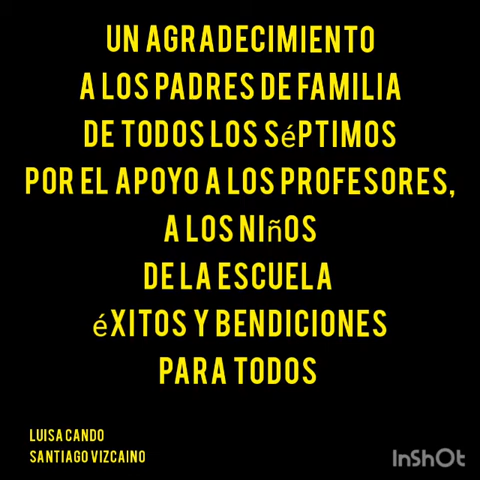 UN AGRADECIMIENTO
A LOS PADRES DE FAMILIA
DE TODOS LOS SéPTIMOS
POR EL APOYO A LOS PROFESORES,
A LOS NIñOS
DE LA ESCUELA
éXITOS Y BENDICIONES
PARA TODOS
LUISA CANDO
SANTIAGO VIZCAINO
InShOt